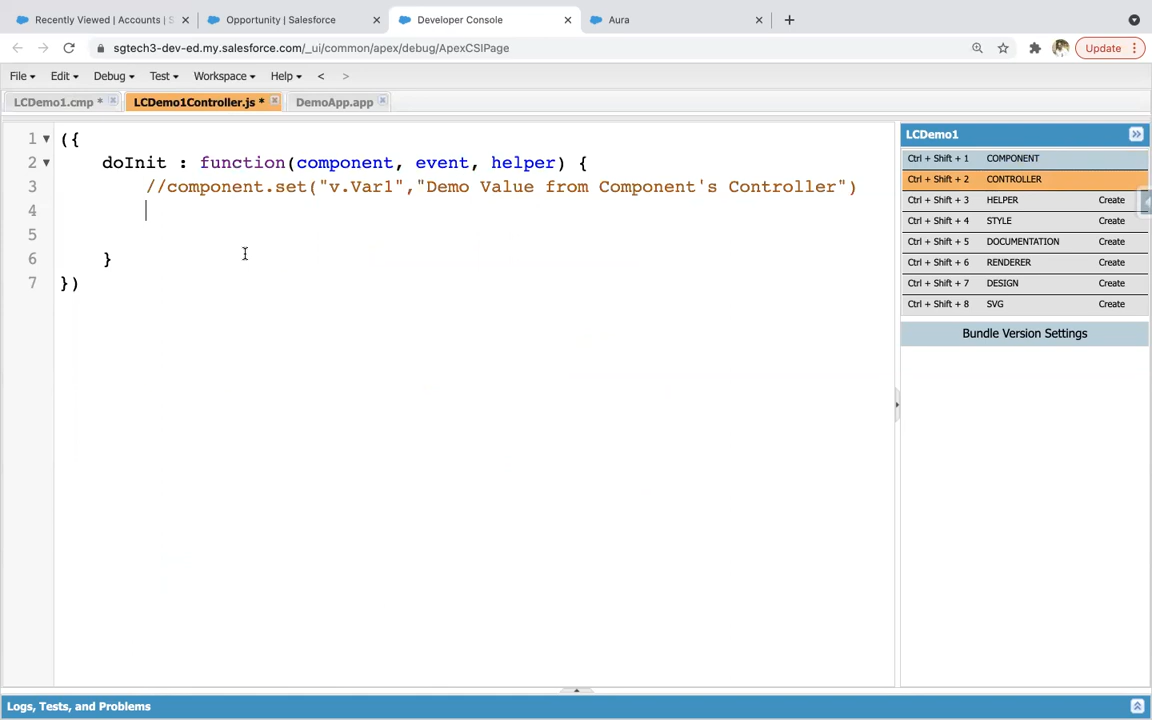 Recently Viewed | Accounts | S
Opportunity | Salesforce
Developer Console
Aura
sgtech3-dev-ed.my.salesforce.com/_ui/common/apex/debug/ApexCSIPage
Update
File Edit Debug Test Workspace Help < >
LCDemo1.cmp *
LCDemo1Controller.js *
DemoApp.app
1 ({
2 doInit : function(component, event, helper) {
3 //component.set("v.Var1","Demo Value from Component's Controller")
4
5
6 }
7 })
LCDemo1
Ctrl + Shift + 1 COMPONENT
Ctrl + Shift + 2 CONTROLLER
Ctrl + Shift + 3 HELPER Create
Ctrl + Shift + 4 STYLE Create
Ctrl + Shift + 5 DOCUMENTATION Create
Ctrl + Shift + 6 RENDERER Create
Ctrl + Shift + 7 DESIGN Create
Ctrl + Shift + 8 SVG Create
Bundle Version Settings
Logs, Tests, and Problems